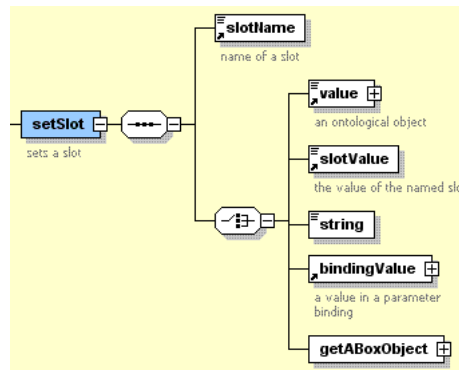 slotName
name of a slot
value
an ontological object
setSlot
sets a slot
slotValue
the value of the named
string
bindingValue
a value in a parameter
binding
getABoxObject